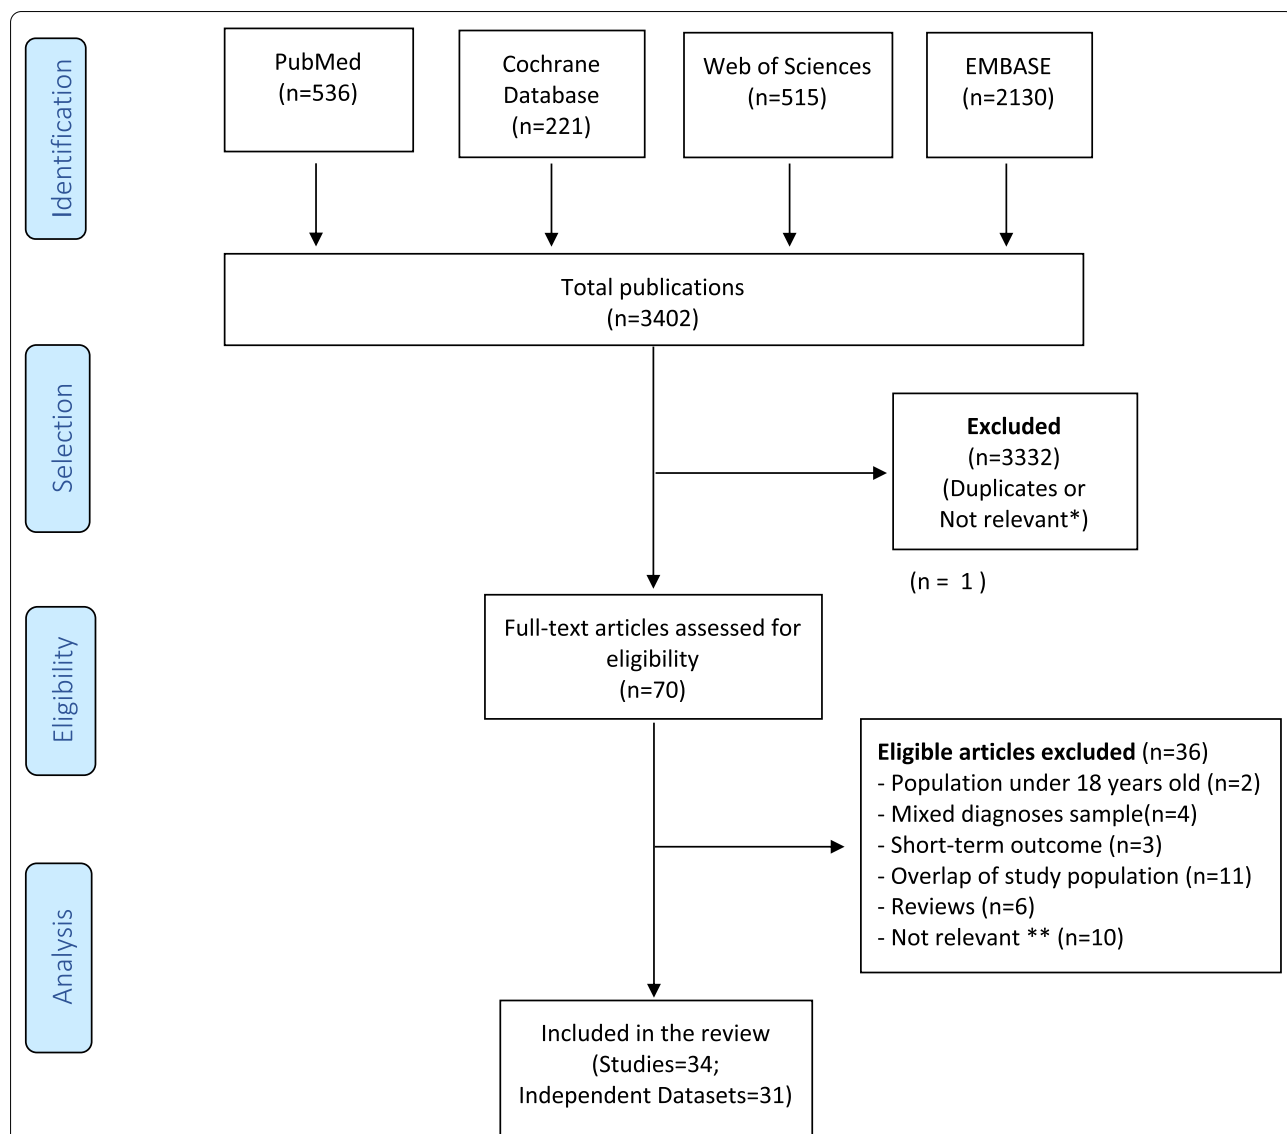 Identification
PubMed
(n=536)
Cochrane
Database
(n=221)
Web of Sciences
(n=515)
EMBASE
(n=2130)
Total publications
(n=3402)
Selection
Excluded
(n=3332)
(Duplicates or
Not relevant*)
(n = 1 )
Eligibility
Full-text articles assessed for
eligibility
(n=70)
Eligible articles excluded (n=36)
- Population under 18 years old (n=2)
- Mixed diagnoses sample(n=4)
- Short-term outcome (n=3)
- Overlap of study population (n=11)
- Reviews (n=6)
- Not relevant ** (n=10)
Analysis
Included in the review
(Studies=34;
Independent Datasets=31)